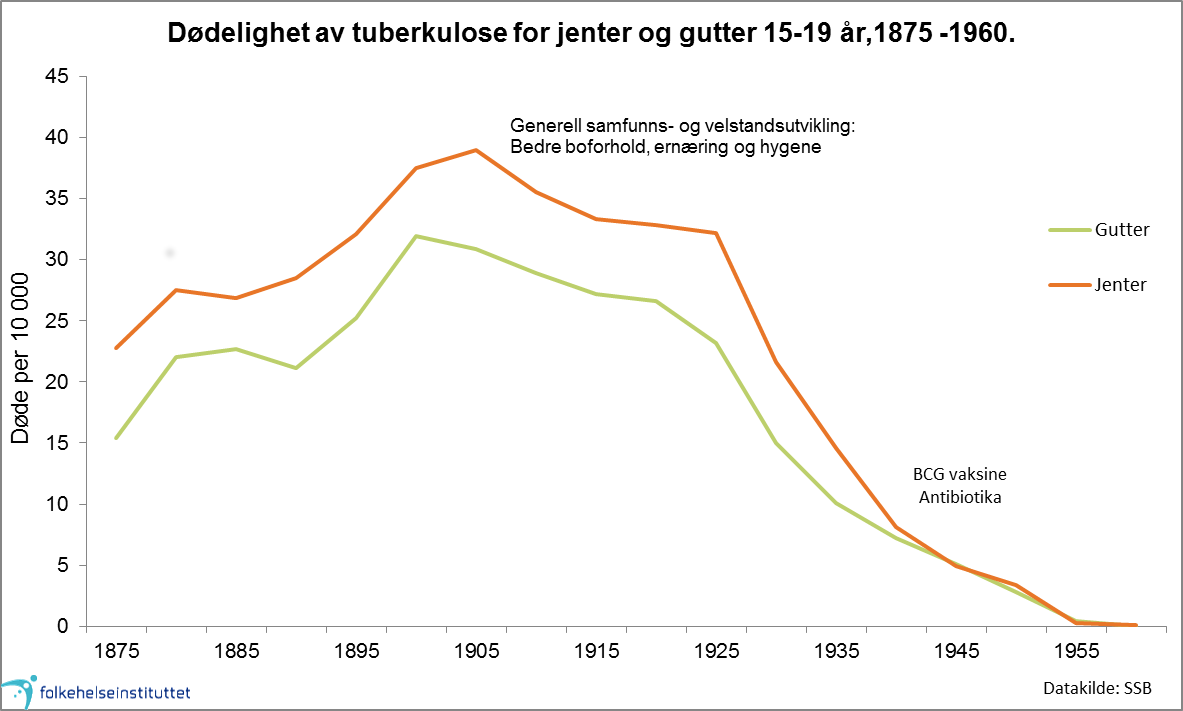 Dødelighet av tuberkulose for jenter og gutter 15-19 år,1875 -1960.
45
40
35
30
25
20
15
10
5
0
Døde per 10 000
Generell samfunns- og velstandsutvikling:
Bedre boforhold, ernæring og hygene
Gutter
Jenter
BCG vaksine
Antibiotika
1875 1885 1895 1905 1915 1925 1935 1945 1955
folkehelseinstituttet
Datakilde: SSB